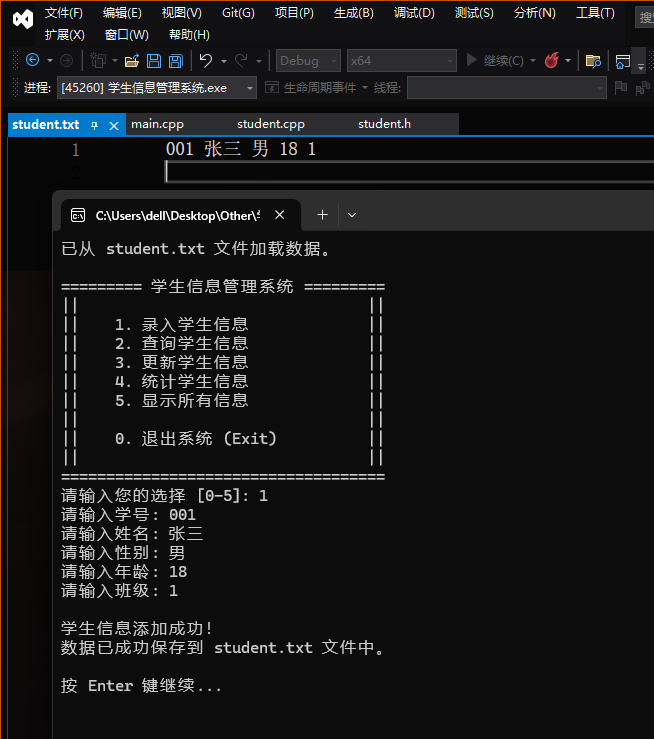 文件(F) 编辑(E) 视图(V) Git(G) 项目(P) 生成(B) 调试(D) 测试(S) 分析(N) 工具(T)
扩展(X) 窗口(W) 帮助(H)
Debug x64 继续(C)
进程: [45260] 学生信息管理系统.exe 生命周期事件 线程:
student.txt main.cpp student.cpp student.h
1 001 张三 男 18 1
C:\Users\dell\Desktop\Other\
已从 student.txt 文件加载数据。
========= 学生信息管理系统 =========
|| ||
|| 1. 录入学生信息 ||
|| 2. 查询学生信息 ||
|| 3. 更新学生信息 ||
|| 4. 统计学生信息 ||
|| 5. 显示所有信息 ||
|| ||
|| 0. 退出系统 (Exit) ||
|| ||
====================================
请输入您的选择 [0-5]: 1
请输入学号: 001
请输入姓名: 张三
请输入性别: 男
请输入年龄: 18
请输入班级: 1
学生信息添加成功!
数据已成功保存到 student.txt 文件中。
按 Enter 键继续...